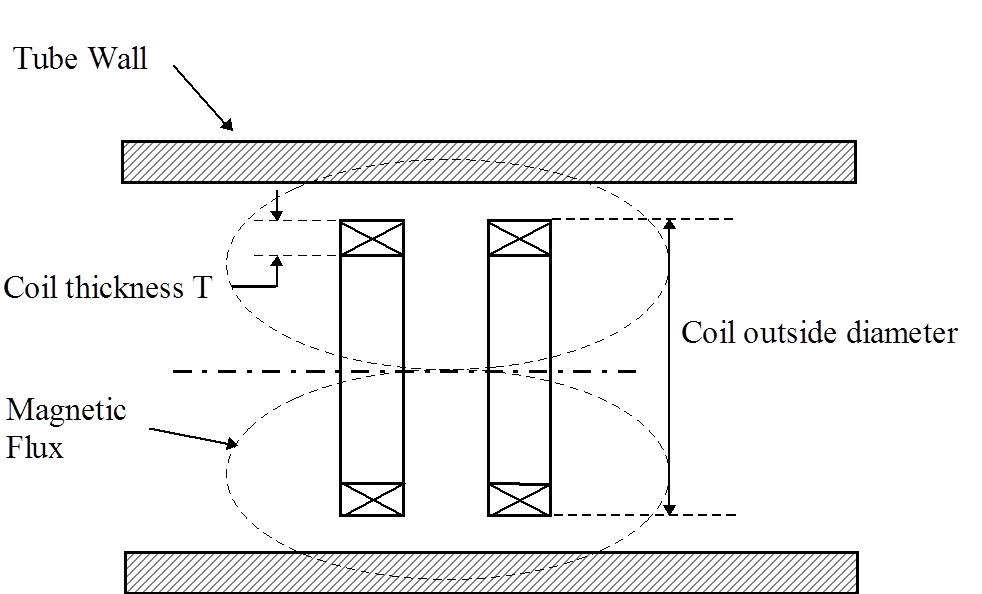 Tube Wall
Coil thickness T
Coil outside diameter
Magnetic
Flux